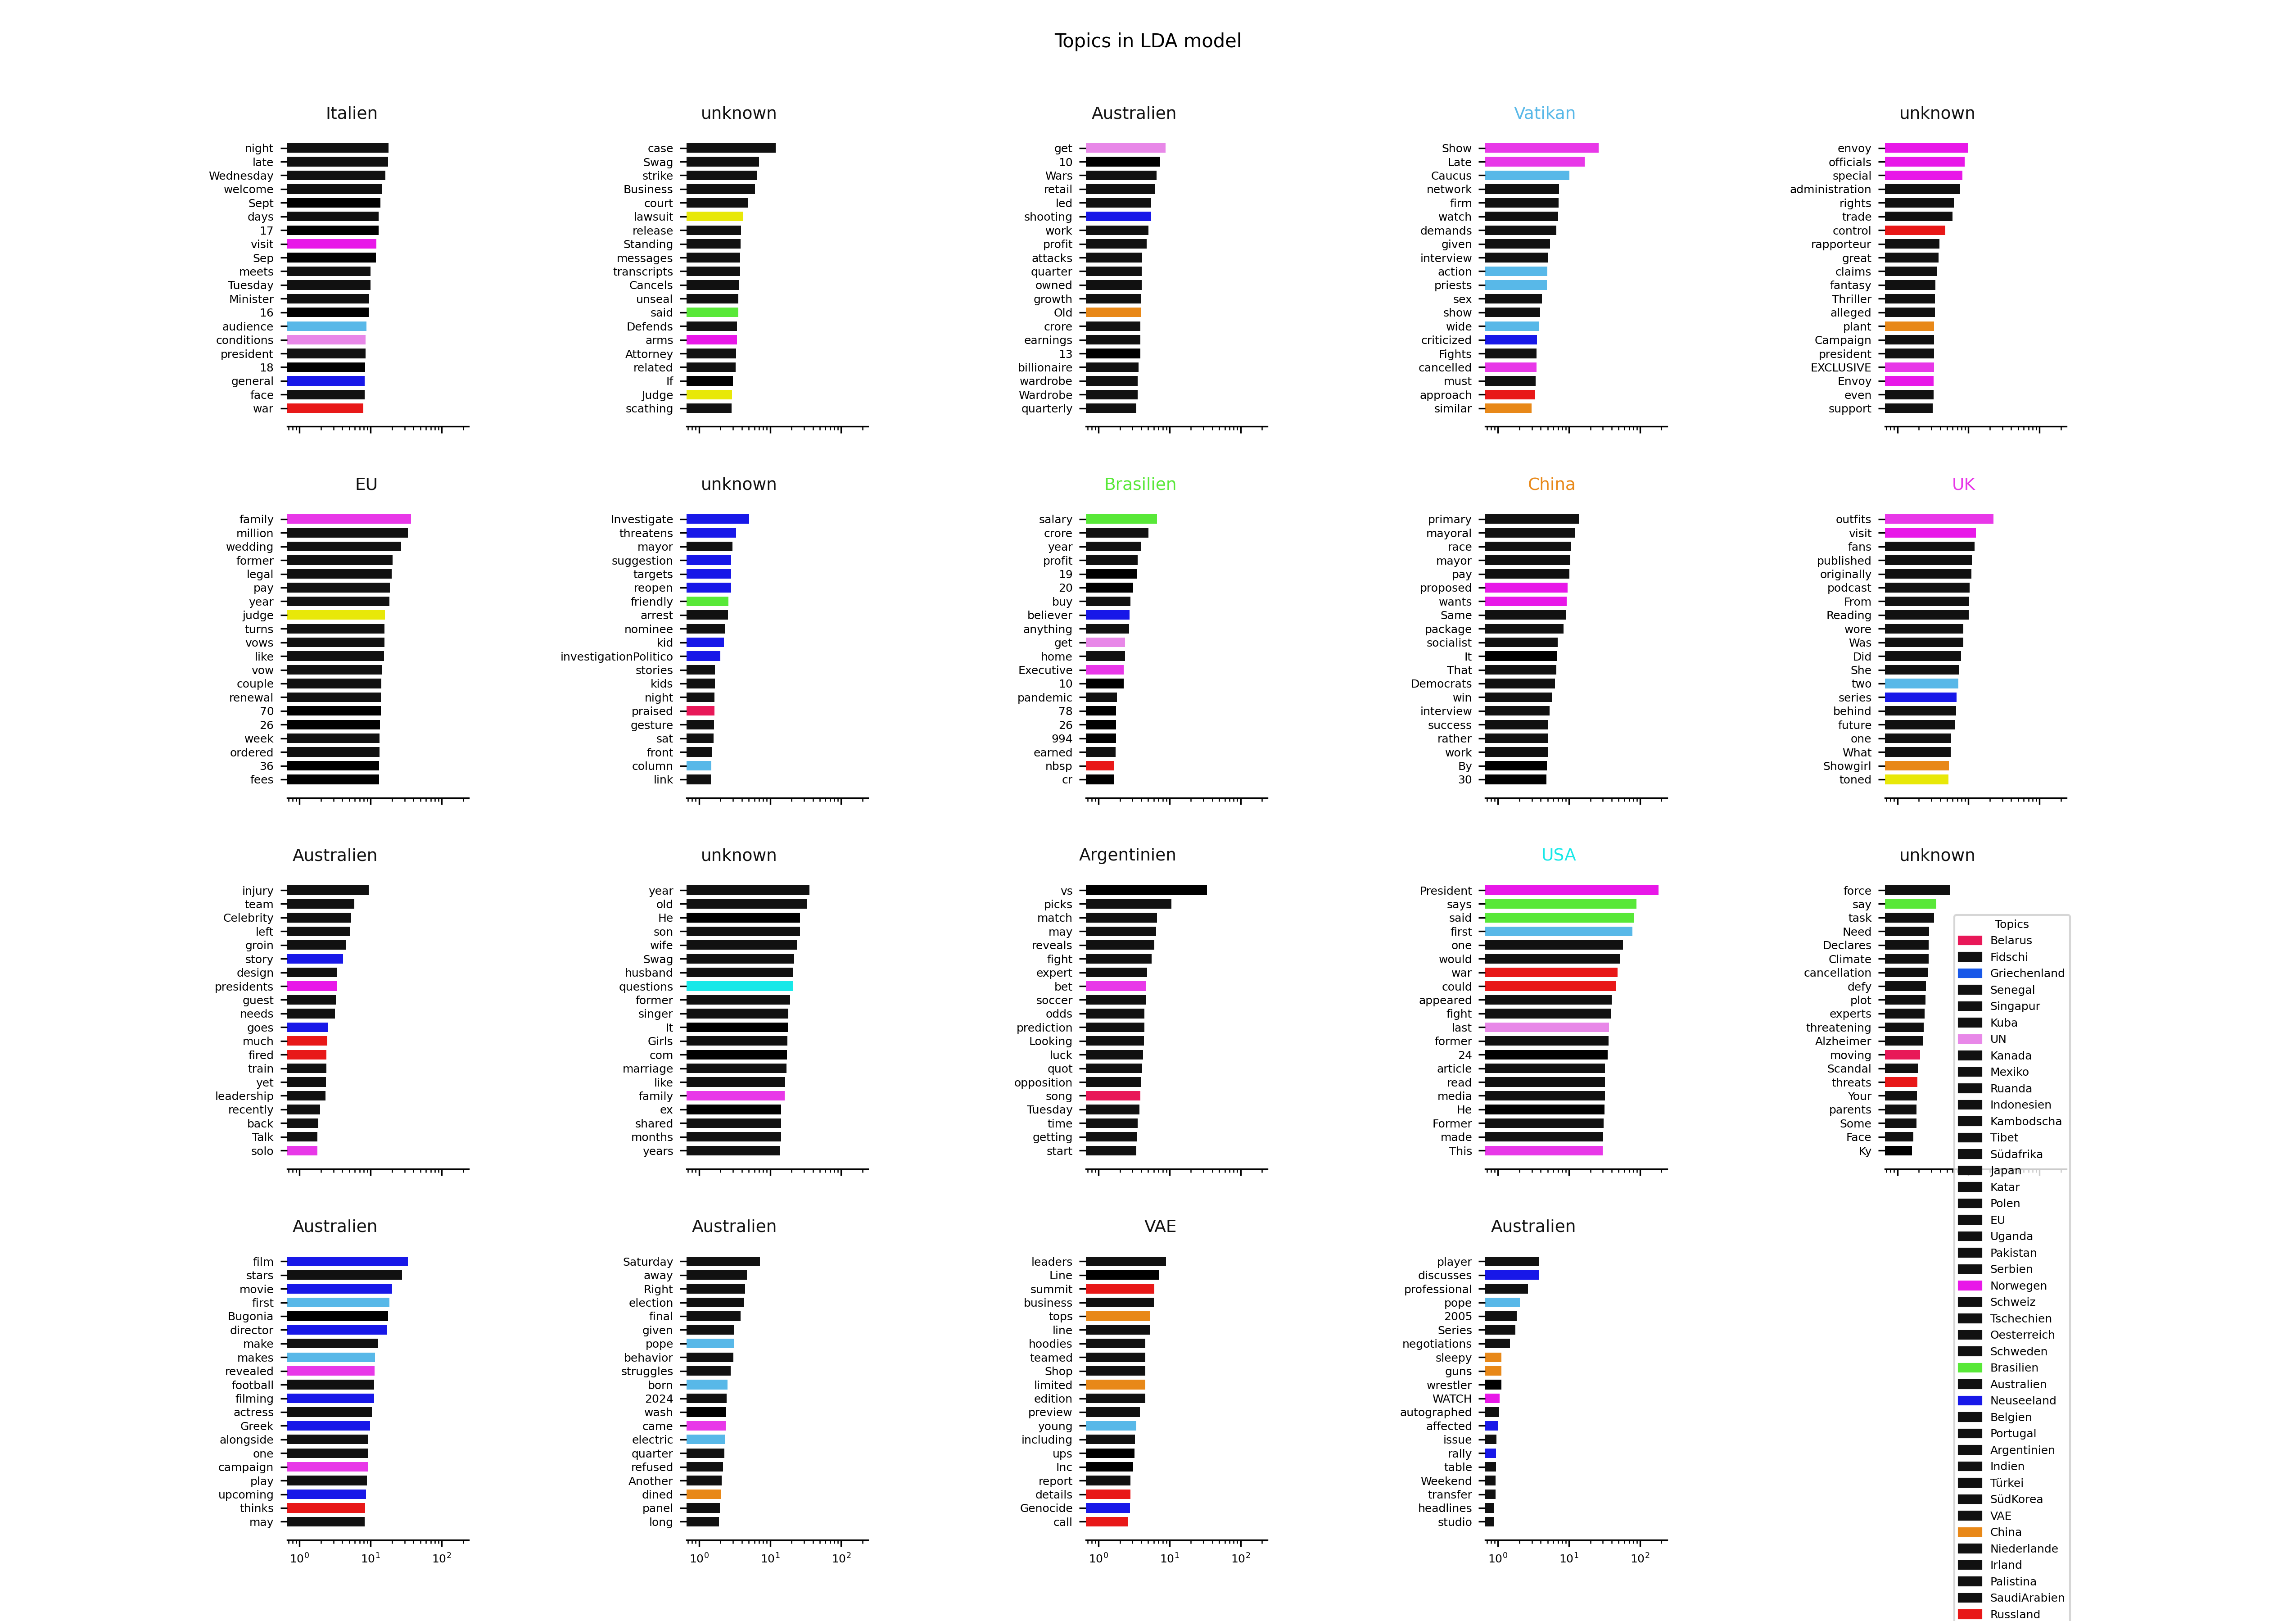 Topics in LDA model
Italien
night
late
Wednesday
welcome
Sept
days
17
visit
Sep
meets
Tuesday
Minister
16
audience
conditions
president
18
general
face
war
unknown
case
Swag
strike
Business
court
lawsuit
release
Standing
messages
transcripts
Cancels
unseal
said
Defends
arms
Attorney
related
If
Judge
scathing
Australien
get
10
Wars
retail
led
shooting
work
profit
attacks
quarter
owned
growth
Old
crore
earnings
13
billionaire
wardrobe
Wardrobe
quarterly
Vatikan
Show
Late
Caucus
network
firm
watch
demands
given
interview
action
priests
sex
show
wide
criticized
Fights
cancelled
must
approach
similar
unknown
envoy
officials
special
administration
rights
trade
control
rapporteur
great
claims
fantasy
Thriller
alleged
plant
Campaign
president
EXCLUSIVE
Envoy
even
support
EU
family
million
wedding
former
legal
pay
year
judge
turns
vows
like
vow
couple
renewal
70
26
week
ordered
36
fees
unknown
Investigate
threatens
mayor
suggestion
targets
reopen
friendly
arrest
nominee
kid
investigationPolitico
stories
kids
night
praised
gesture
sat
front
column
link
Brasilien
salary
crore
year
profit
19
20
buy
believer
anything
get
home
Executive
10
pandemic
78
26
994
earned
nbsp
cr
China
primary
mayoral
race
mayor
pay
proposed
wants
Same
package
socialist
It
That
Democrats
win
interview
success
rather
work
By
30
UK
outfits
visit
fans
published
originally
podcast
From
Reading
wore
Was
Did
She
two
series
behind
future
one
What
Showgirl
toned
Australien
injury
team
Celebrity
left
groin
story
design
presidents
guest
needs
goes
much
fired
train
yet
leadership
recently
back
Talk
solo
unknown
year
old
He
son
wife
Swag
husband
questions
former
singer
It
Girls
com
marriage
like
family
ex
shared
months
years
Argentinien
vs
picks
match
may
reveals
fight
expert
bet
soccer
odds
prediction
Looking
luck
quot
opposition
song
Tuesday
time
getting
start
USA
President
says
said
first
one
would
war
could
appeared
fight
last
former
24
article
read
media
He
Former
made
This
unknown
force
say
task
Need
Declares
Climate
cancellation
defy
plot
experts
threatening
Alzheimer
moving
Scandal
threats
Your
parents
Some
Face
Ky
Australien
film
stars
movie
first
Bugonia
director
make
makes
revealed
football
filming
actress
Greek
alongside
one
campaign
play
upcoming
thinks
may
10⁰ 10¹ 10²
Australien
Saturday
away
Right
election
final
given
pope
behavior
struggles
born
2024
wash
came
electric
quarter
refused
Another
dined
panel
long
10⁰ 10¹ 10²
VAE
leaders
Line
summit
business
tops
line
hoodies
teamed
Shop
limited
edition
preview
young
including
ups
Inc
report
details
Genocide
call
10⁰ 10¹ 10²
Australien
player
discusses
professional
pope
2005
Series
negotiations
sleepy
guns
wrestler
WATCH
autographed
affected
issue
rally
table
Weekend
transfer
headlines
studio
10⁰ 10¹ 10²
Topics
Belarus
Fidschi
Griechenland
Senegal
Singapur
Kuba
UN
Kanada
Mexiko
Ruanda
Indonesien
Kambodscha
Tibet
Südafrika
Japan
Katar
Polen
EU
Uganda
Pakistan
Serbien
Norwegen
Schweiz
Tschechien
Oesterreich
Schweden
Brasilien
Australien
Neuseeland
Belgien
Portugal
Argentinien
Indien
Türkei
SüdKorea
VAE
China
Niederlande
Irland
Palistina
SaudiArabien
Russland